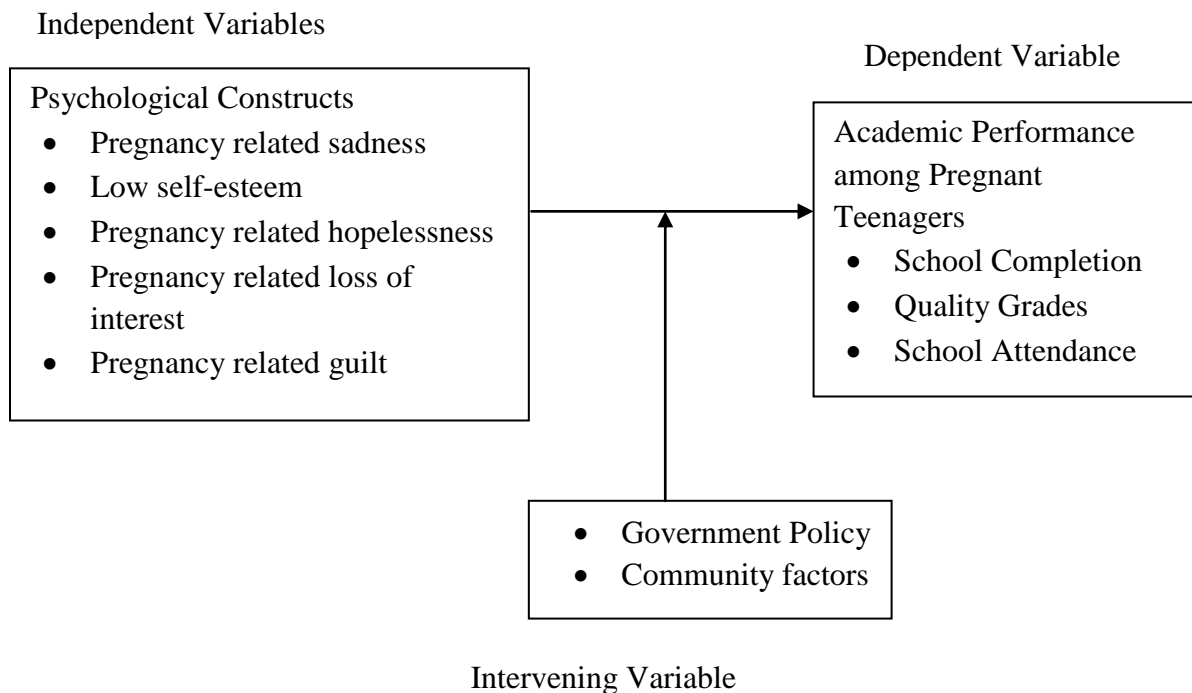 Independent Variables
Psychological Constructs
• Pregnancy related sadness
• Low self-esteem
• Pregnancy related hopelessness
• Pregnancy related loss of
interest
• Pregnancy related guilt
Dependent Variable
Academic Performance
among Pregnant
Teenagers
• School Completion
• Quality Grades
• School Attendance
• Government Policy
• Community factors
Intervening Variable